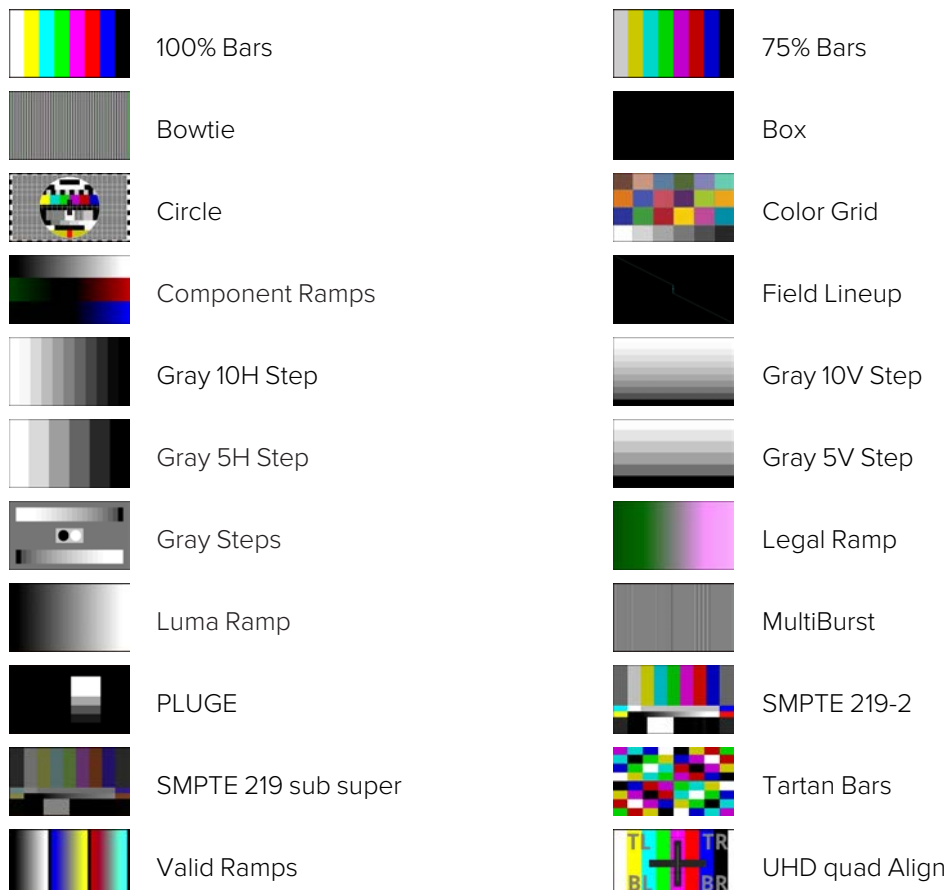 100% Bars
75% Bars
Bowtie
Box
Circle
Color Grid
Component Ramps
Field Lineup
Gray 10H Step
Gray 10V Step
Gray 5H Step
Gray 5V Step
Gray Steps
Legal Ramp
Luma Ramp
MultiBurst
PLUGE
SMPTE 219-2
SMPTE 219 sub super
Tartan Bars
Valid Ramps
TL TR
BL BR
UHD quad Align